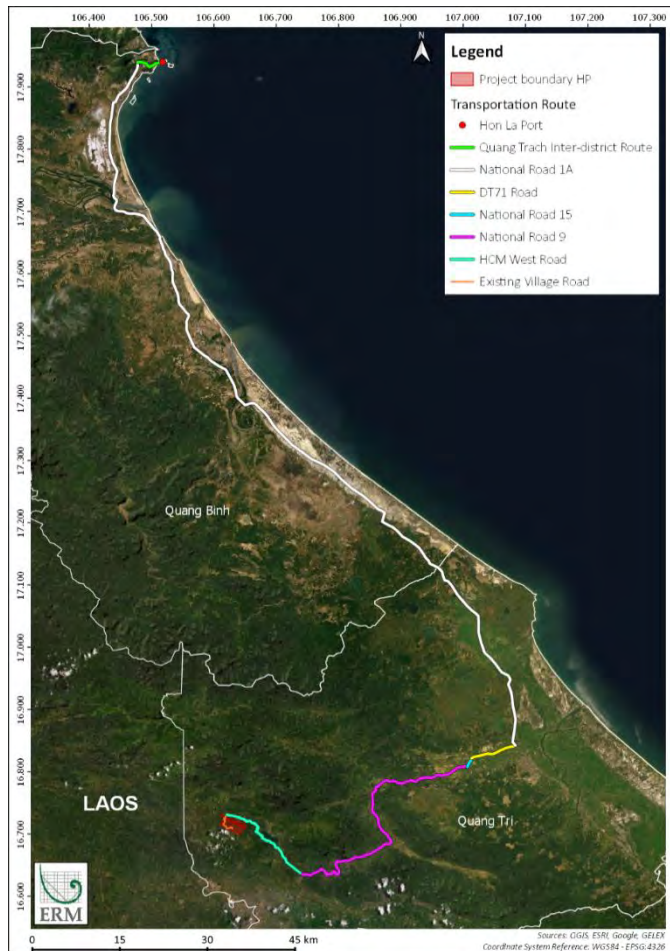 106.400 106.500 106.600 106.700 106.800 106.900 107.000 107.100 107.200 107.300
17.900
17.800
17.700
17.600
17.500
17.400
17.300
17.200
17.100
17.000
16.900
16.800
16.700
16.600
Legend
Project boundary HP
Transportation Route
Hon La Port
Quang Trach Inter-district Route
National Road 1A
DT71 Road
National Road 15
National Road 9
HCM West Road
Existing Village Road
Quang Binh
LAOS
Quang Tri
ERM
0 15 30 45 km
Sources: QGIS, ESRI, Google, GELEX
Coordinate System Reference: WGS84 - EPSG:4326